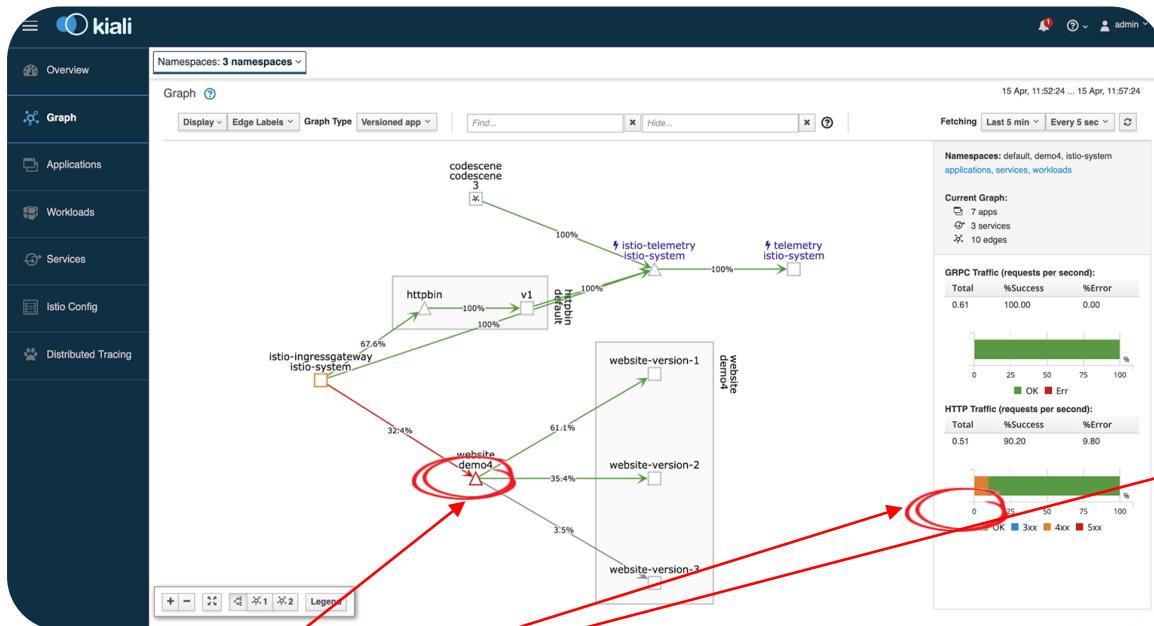 kiali
1
admin
Overview
Graph
Applications
Workloads
Services
Istio Config
Distributed Tracing
Namespaces: 3 namespaces
Graph
15 Apr, 11:52:24 ... 15 Apr, 11:57:24
Display
Edge Labels
Graph Type
Versioned app
Find...
Hide...
Fetching
Last 5 min
Every 5 sec
codescene
codescene
3
100%
istio-telemetry
istio-system
100%
telemetry
istio-system
httpbin
100%
v1
httpbin
default
100%
100%
67.6%
istio-ingressgateway
istio-system
32.4%
website
demo4
61.1%
35.4%
3.5%
website-version-1
website-version-2
website-version-3
website
demo4
1
2
Legend
Namespaces: default, demo4, istio-system
applications, services, workloads
Current Graph:
7 apps
3 services
10 edges
GRPC Traffic (requests per second):
Total %Success %Error
0.61 100.00 0.00
%
0 25 50 75 100
OK Err
HTTP Traffic (requests per second):
Total %Success %Error
0.51 90.20 9.80
%
0 25 50 75 100
OK 3xx 4xx 5xx